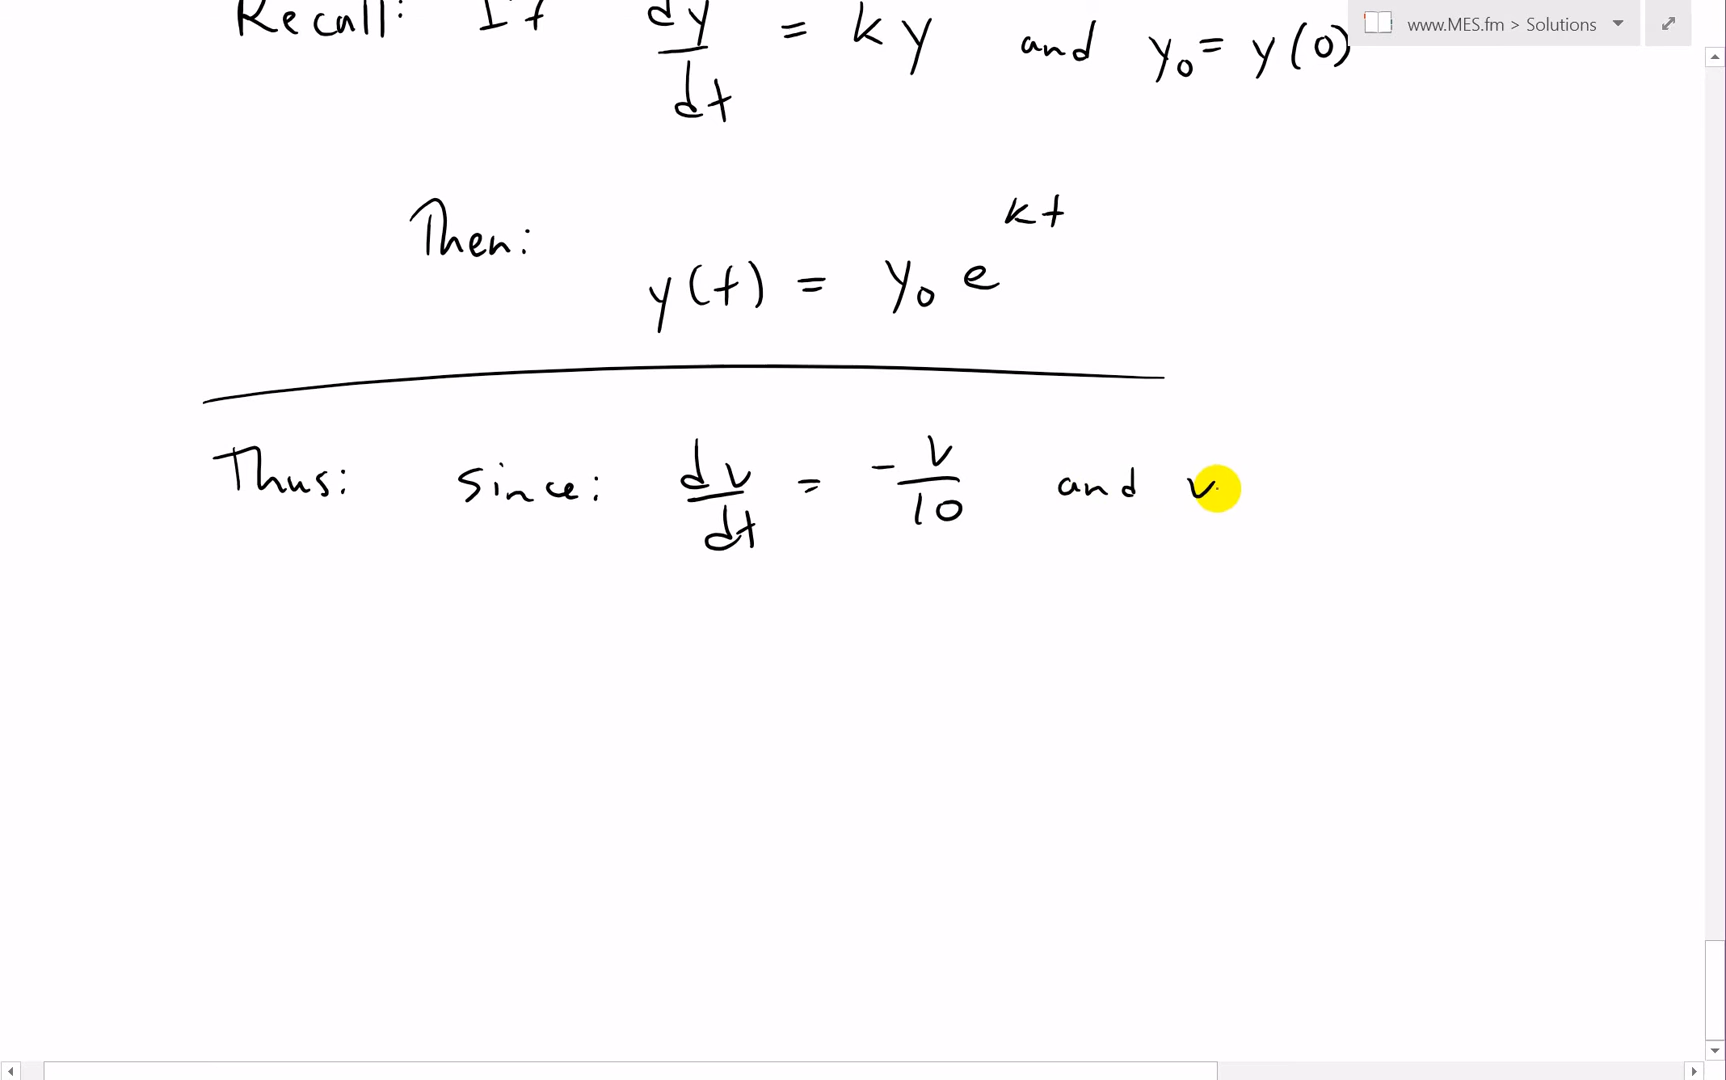 www.MES.fm > Solutions
Recall: If dy/dt = ky and y₀ = y(0)
Then: y(t) = y₀ e^kt
Thus: since: dv/dt = -v/10 and v